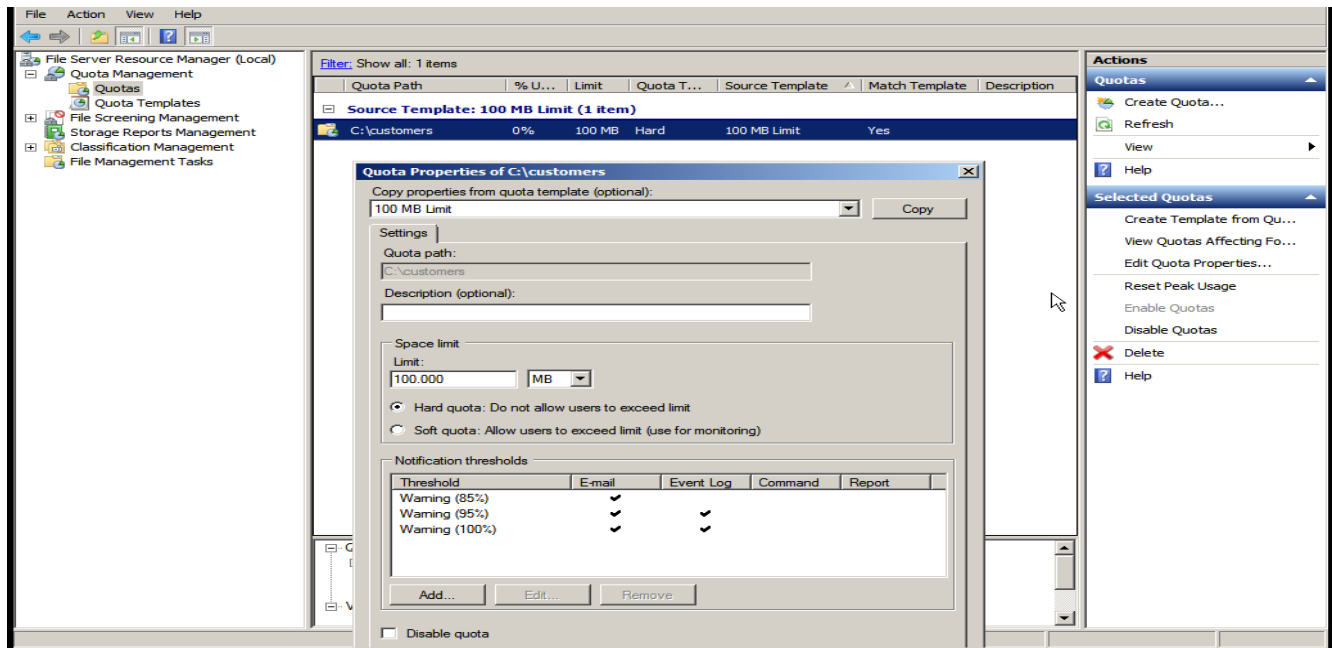 File Action View Help
File Server Resource Manager (Local)
Quota Management
Quotas
Quota Templates
File Screening Management
Storage Reports Management
Classification Management
File Management Tasks
Filter: Show all: 1 items
Quota Path % U... Limit Quota T... Source Template Match Template Description
Source Template: 100 MB Limit (1 item)
C:\customers 0% 100 MB Hard 100 MB Limit Yes
Quota Properties of C:\customers
Copy properties from quota template (optional):
100 MB Limit Copy
Settings
Quota path:
C:\customers
Description (optional):
Space limit
Limit:
100.000 MB
Hard quota: Do not allow users to exceed limit
Soft quota: Allow users to exceed limit (use for monitoring)
Notification thresholds
Threshold E-mail Event Log Command Report
Warning (85%)
Warning (95%)
Warning (100%)
Add... Edit... Remove
Disable quota
Actions
Quotas
Create Quota...
Refresh
View
Help
Selected Quotas
Create Template from Qu...
View Quotas Affecting Fo...
Edit Quota Properties...
Reset Peak Usage
Enable Quotas
Disable Quotas
Delete
Help